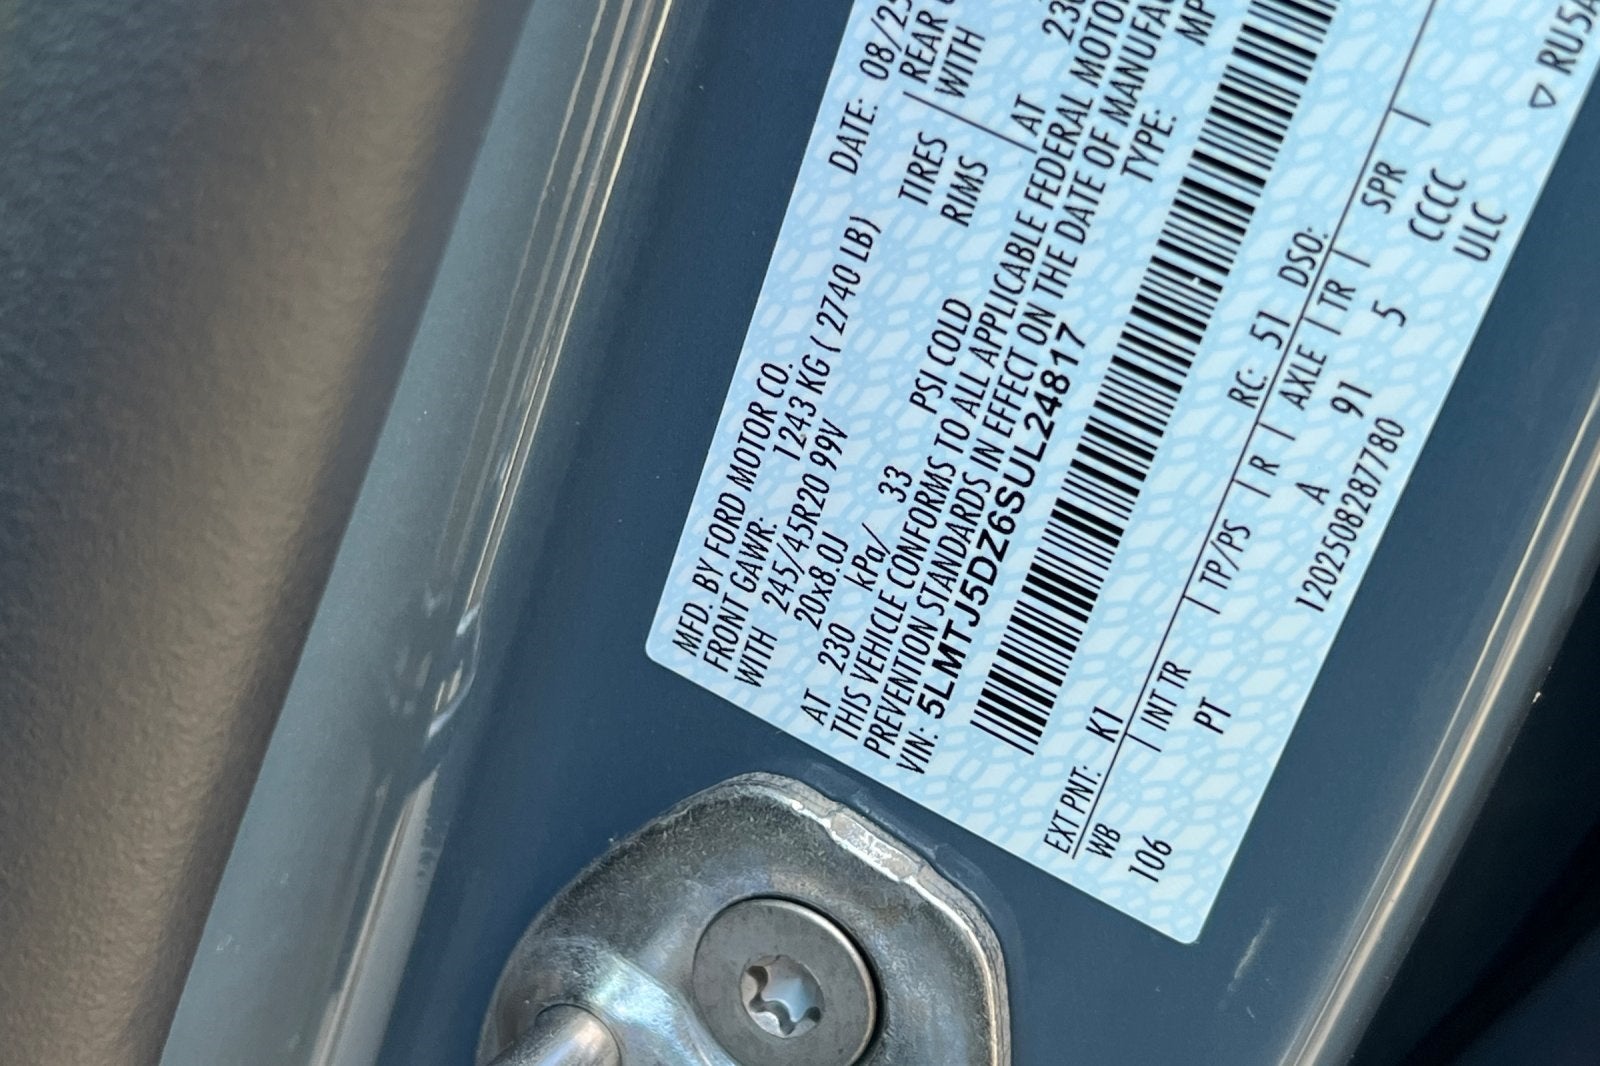 MFD. BY FORD MOTOR CO.
DATE: 08/25
FRONT GAWR: 1243 KG ( 2740 LB)
REAR
WITH 245/45R20 99V
TIRES
WITH
20x8.0J
RIMS
AT 230 kPa/ 33 PSI COLD
AT
THIS VEHICLE CONFORMS TO ALL APPLICABLE FEDERAL MOTOR
PREVENTION STANDARDS IN EFFECT ON THE DATE OF MANUFAC
VIN: 5LMTJ5DZ6SUL24817
TYPE: MP
EXT PNT: K1 RC: 51 DSO:
WB | INT TR | TP/PS | R | AXLE | TR | SPR |
106 PT A 91 5 CCCC
1202508287780 ULC
▽ RU5A